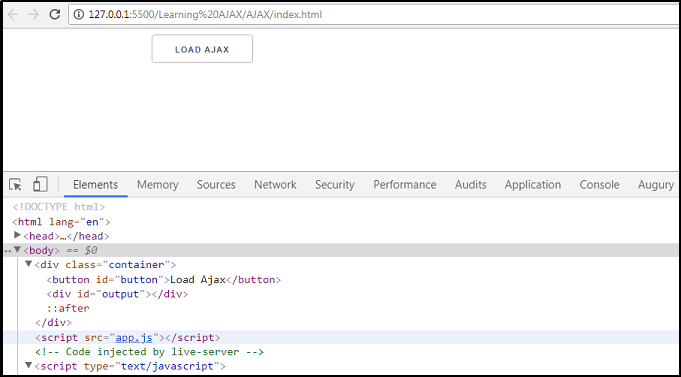 127.0.0.1:5500/Learning%20AJAX/AJAX/index.html
LOAD AJAX
Elements Memory Sources Network Security Performance Audits Application Console Augury
<!DOCTYPE html>
<html lang="en">
<head>…</head>
<body> == $0
<div class="container">
<button id="button">Load Ajax</button>
<div id="output"></div>
::after
</div>
<script src="app.js"></script>
<!-- Code injected by live-server -->
<script type="text/javascript">